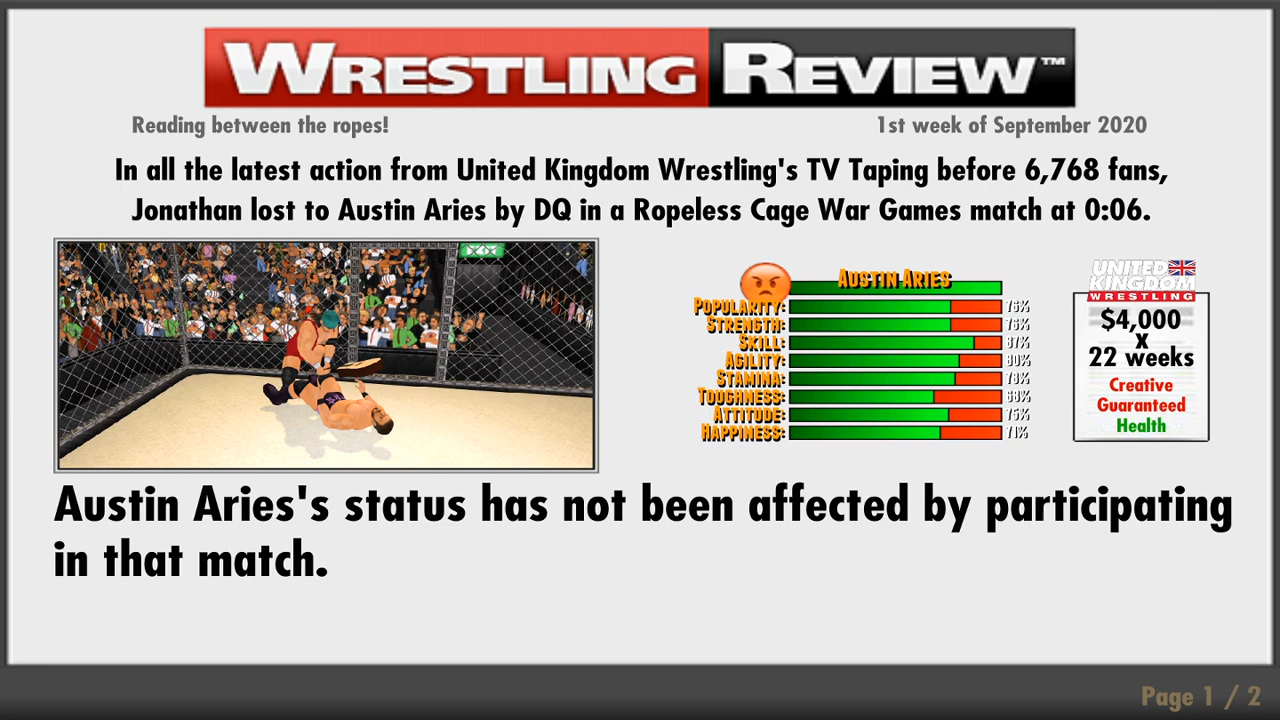 WRESTLING REVIEW™
Reading between the ropes!
1st week of September 2020
In all the latest action from United Kingdom Wrestling's TV Taping before 6,768 fans,
Jonathan lost to Austin Aries by DQ in a Ropeless Cage War Games match at 0:06.
AUSTIN ARIES
POPULARITY: 76%
STRENGTH: 76%
SKILL: 87%
AGILITY: 80%
STAMINA: 78%
TOUGHNESS: 68%
ATTITUDE: 75%
HAPPINESS: 71%
UNITED
KINGDOM
WRESTLING
$4,000
X
22 weeks
Creative
Guaranteed
Health
Austin Aries's status has not been affected by participating
in that match.
Page 1 / 2